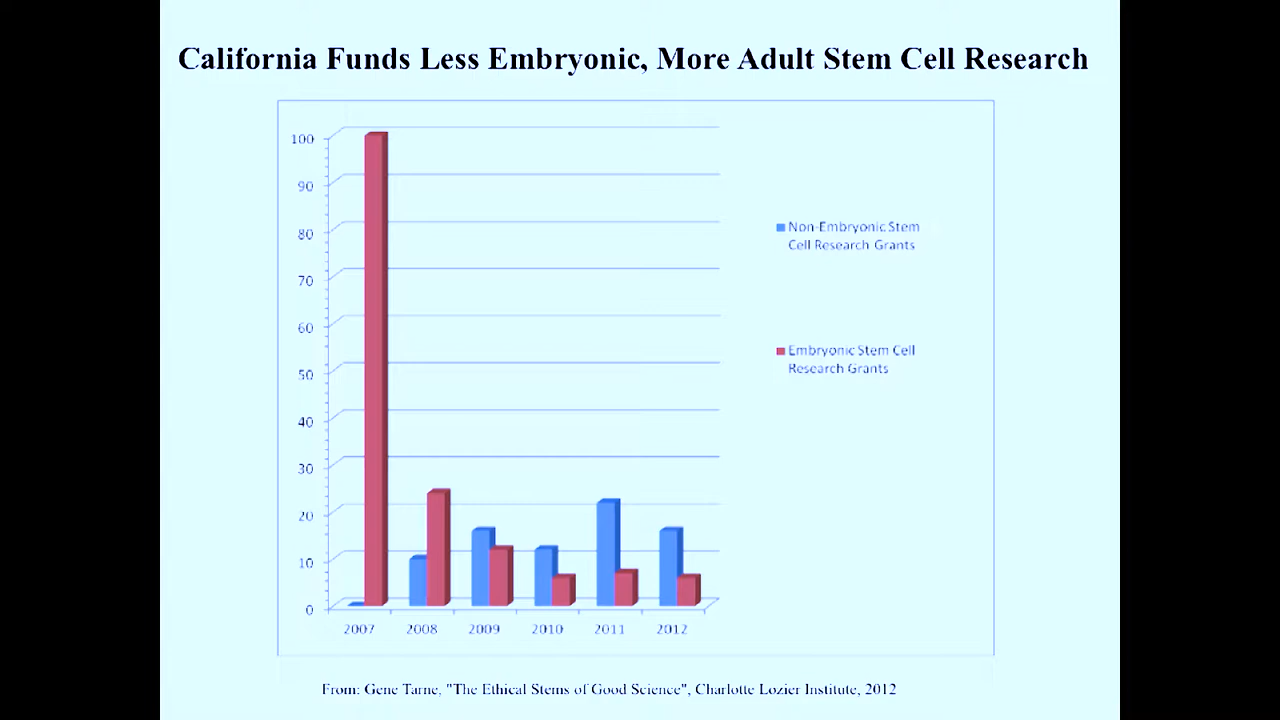 California Funds Less Embryonic, More Adult Stem Cell Research
100
90
80
70
60
50
40
30
20
10
0
2007 2008 2009 2010 2011 2012
Non-Embryonic Stem
Cell Research Grants
Embryonic Stem Cell
Research Grants
From: Gene Tarne, "The Ethical Stems of Good Science", Charlotte Lozier Institute, 2012